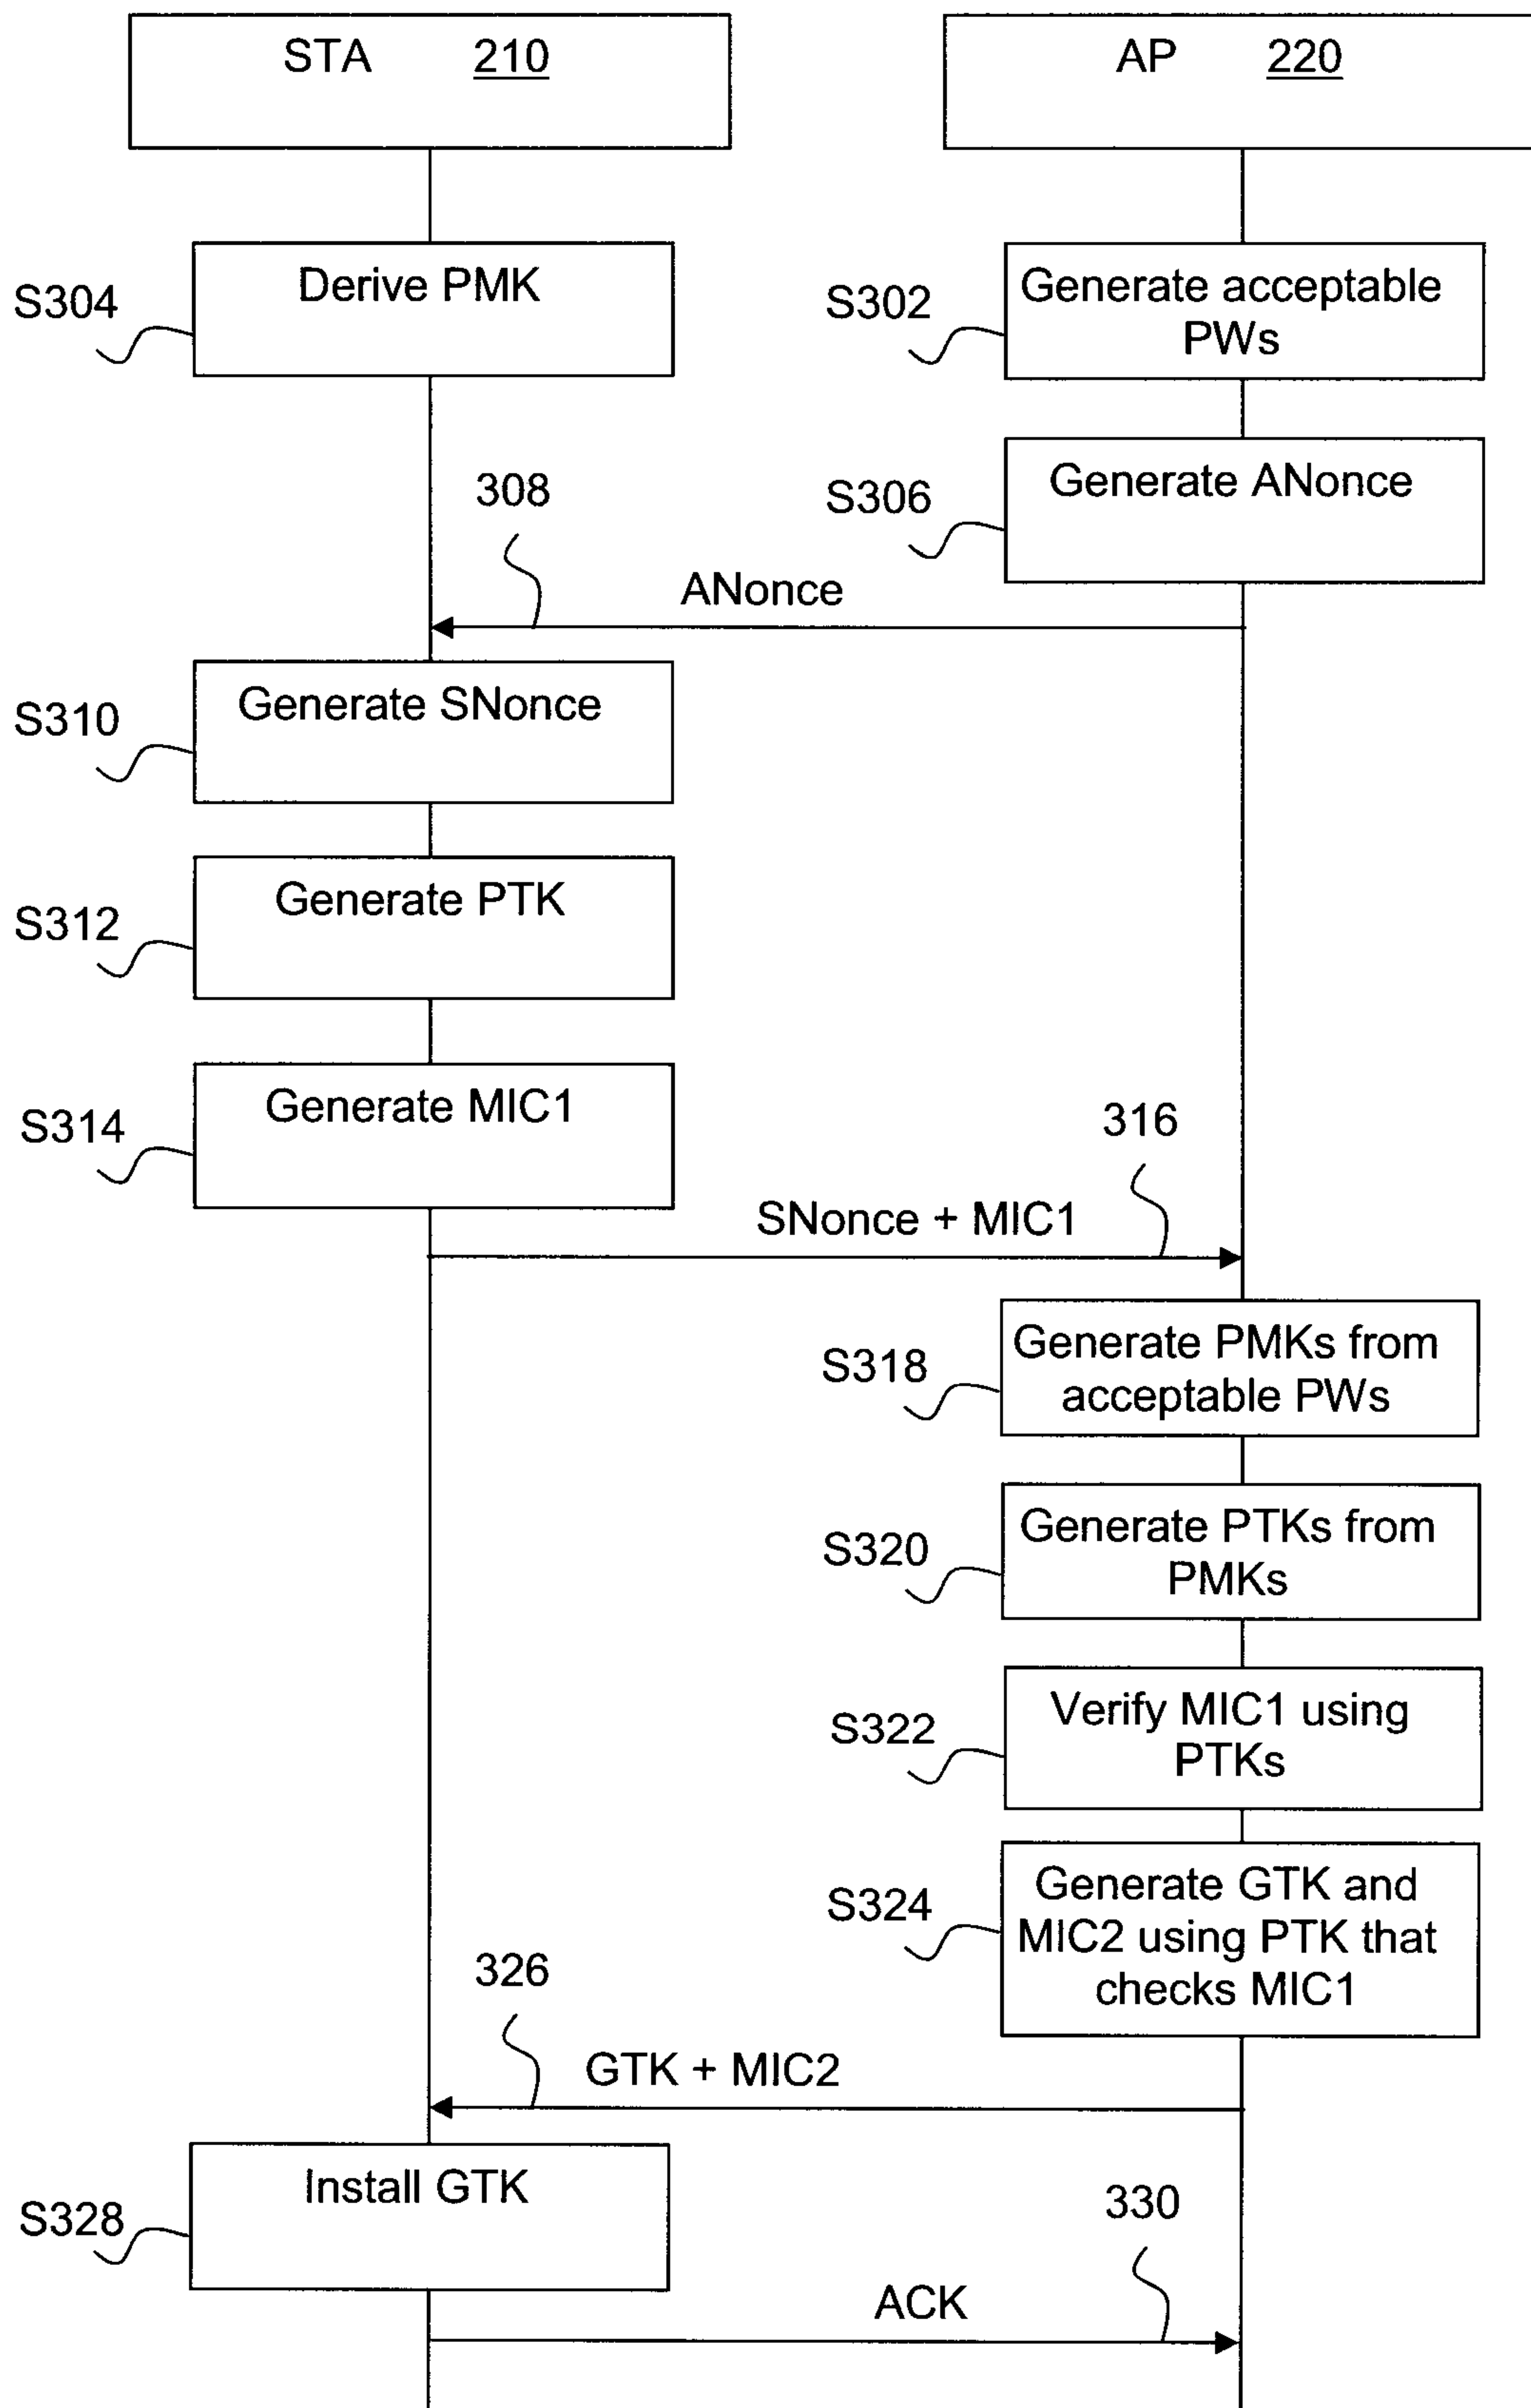 STA 210
AP 220
S304
Derive PMK
S302
Generate acceptable
PWs
S306
Generate ANonce
308
ANonce
S310
Generate SNonce
S312
Generate PTK
S314
Generate MIC1
316
SNonce + MIC1
S318
Generate PMKs from
acceptable PWs
S320
Generate PTKs from
PMKs
S322
Verify MIC1 using
PTKs
S324
Generate GTK and
MIC2 using PTK that
checks MIC1
326
GTK + MIC2
S328
Install GTK
330
ACK